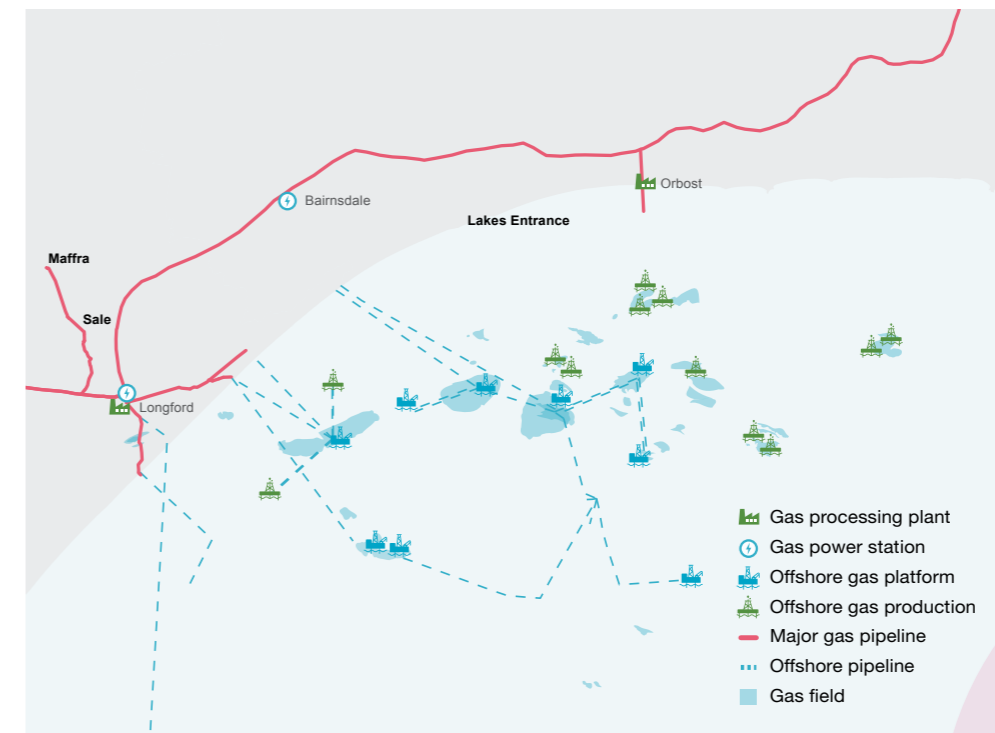 Orbost
Bairnsdale
Lakes Entrance
Maffra
Sale
Longford
Gas processing plant
Gas power station
Offshore gas platform
Offshore gas production
Major gas pipeline
Offshore pipeline
Gas field